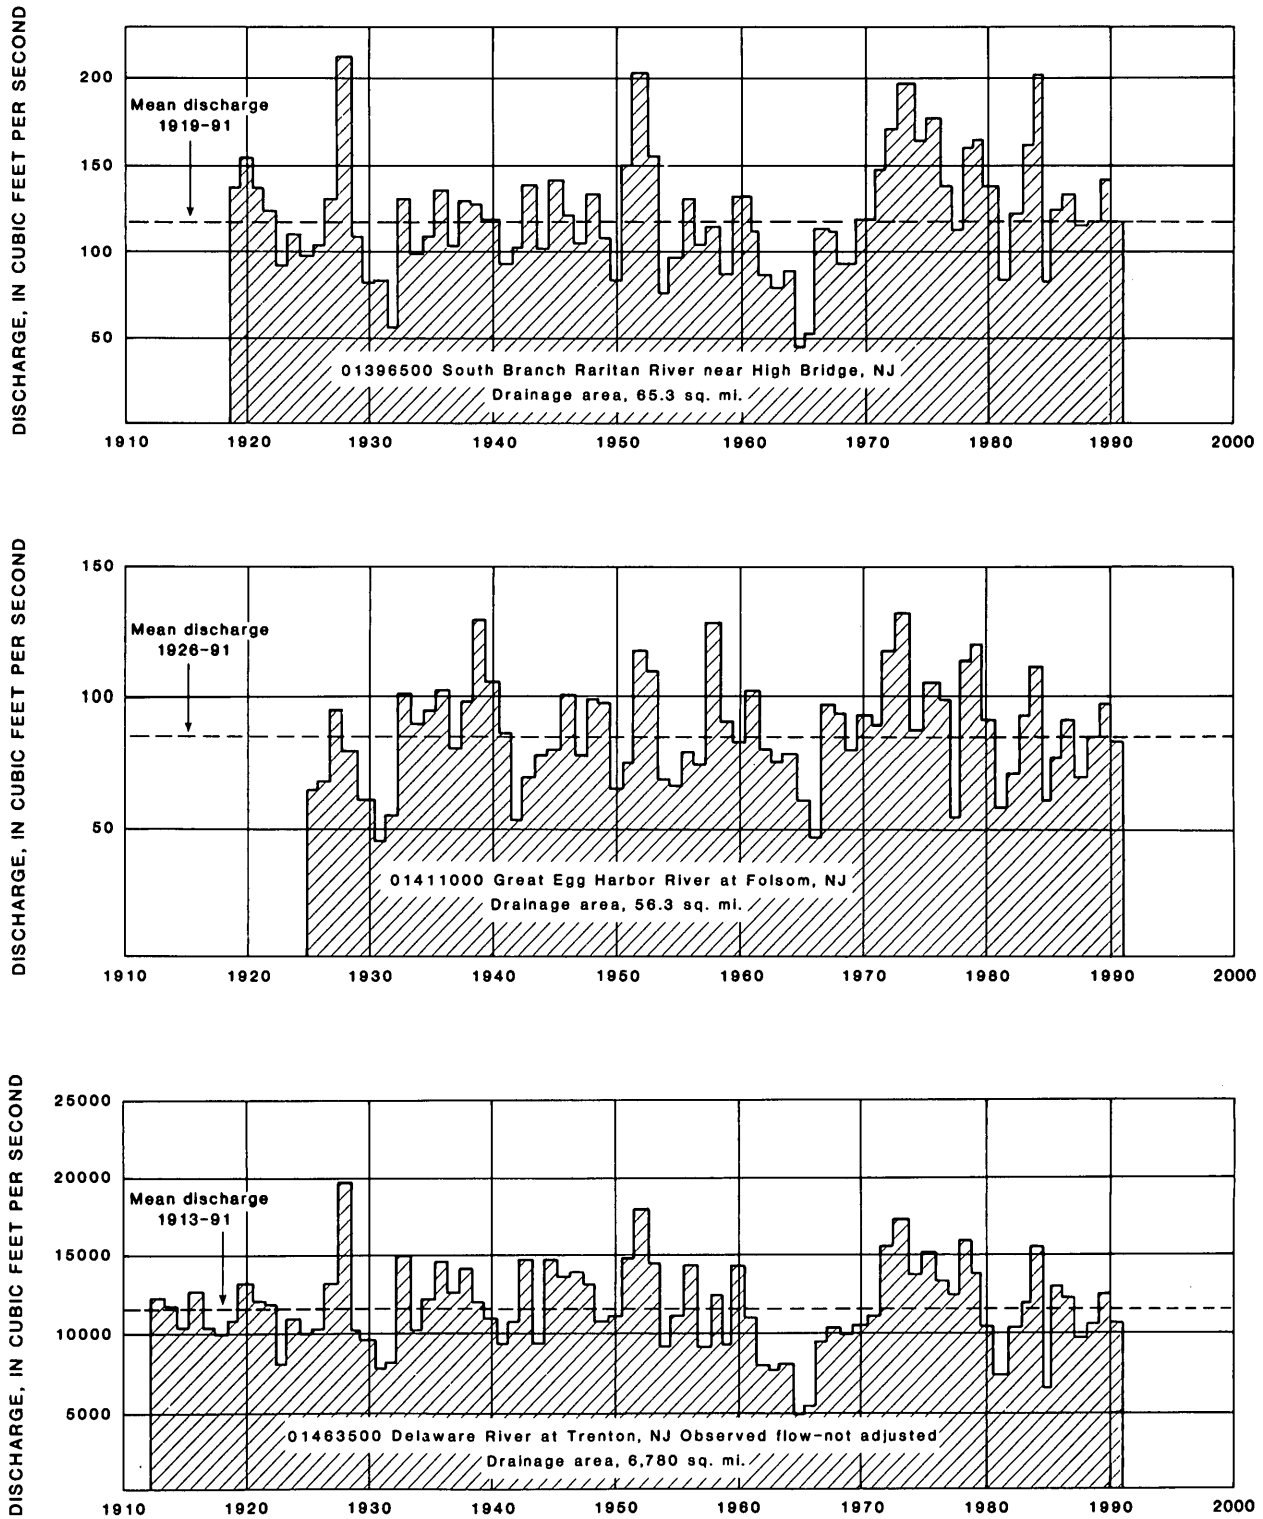 DISCHARGE, IN CUBIC FEET PER SECOND
200
150
100
50
Mean discharge
1919-91
01396500 South Branch Raritan River near High Bridge, NJ
Drainage area, 65.3 sq. mi.
1910 1920 1930 1940 1950 1960 1970 1980 1990 2000
DISCHARGE, IN CUBIC FEET PER SECOND
150
100
50
Mean discharge
1926-91
01411000 Great Egg Harbor River at Folsom, NJ
Drainage area, 56.3 sq. mi.
1910 1920 1930 1940 1950 1960 1970 1980 1990 2000
DISCHARGE, IN CUBIC FEET PER SECOND
25000
20000
15000
10000
5000
Mean discharge
1913-91
01463500 Delaware River at Trenton, NJ Observed flow-not adjusted
Drainage area, 6,780 sq. mi.
1910 1920 1930 1940 1950 1960 1970 1980 1990 2000